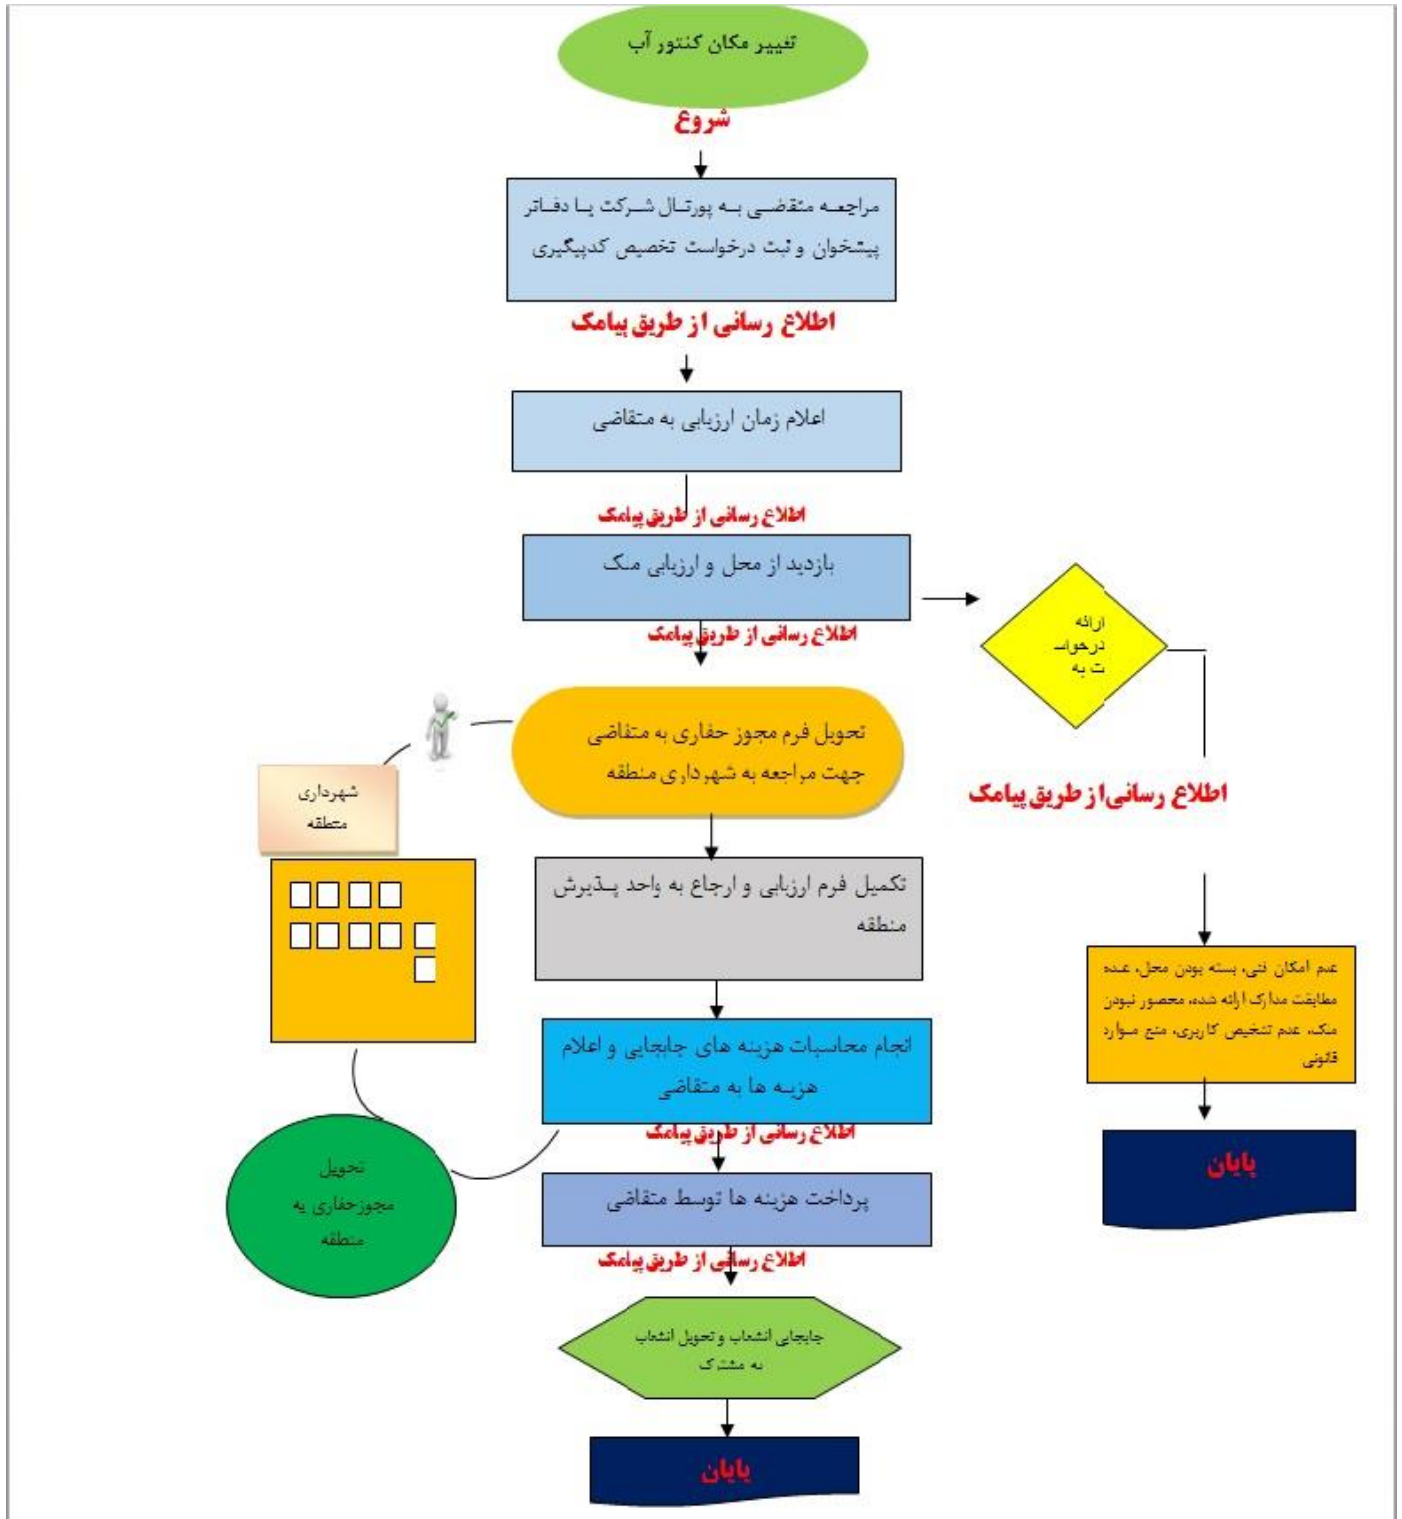 تغییر مکان کنتور آب
شروع
مراجعه متقاضی به پورتال شرکت یا دفاتر
پیشخوان و ثبت درخواست تخصیص کدپیگیری
اطلاع رسانی از طریق پیامک
اعلام زمان ارزیابی به متقاضی
اطلاع رسانی از طریق پیامک
بازدید از محل و ارزیابی ملک
اطلاع رسانی از طریق پیامک
ارائه
درخواس
ت به
اطلاع رسانی از طریق پیامک
تحویل فرم مجوز حفاری به متقاضی
جهت مراجعه به شهرداری منطقه
شهرداری
منطقه
تکمیل فرم ارزیابی و ارجاع به واحد پذیرش
منطقه
عدم امکان فنی، بسته بودن محل، عدم
مطابقت مدارک ارائه شده، محصور نبودن
ملک، عدم تشخیص کاربری، منع موارد
قانونی
انجام محاسبات هزینه های جابجایی و اعلام
هزینه ها به متقاضی
اطلاع رسانی از طریق پیامک
تحویل
مجوزحفاری به
منطقه
پایان
پرداخت هزینه ها توسط متقاضی
اطلاع رسانی از طریق پیامک
جابجایی انشعاب و تحویل انشعاب
به مشترک
پایان